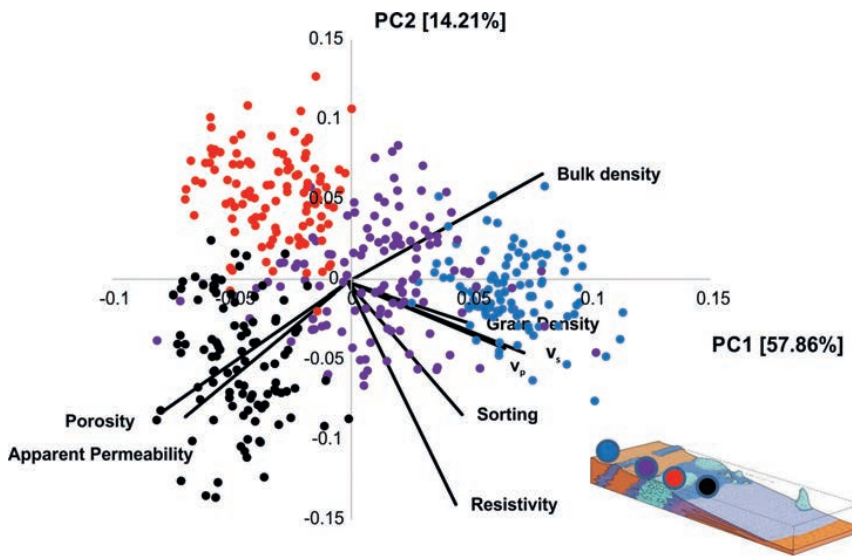 PC2 [14.21%]
0.15
0.1
Bulk density
0.05
0
-0.1
-0.05
0.05
0.1
0.15
Grain Density
PC1 [57.86%]
-0.05
Vp
Vs
Porosity
Sorting
-0.1
Apparent Permeability
Resistivity
-0.15